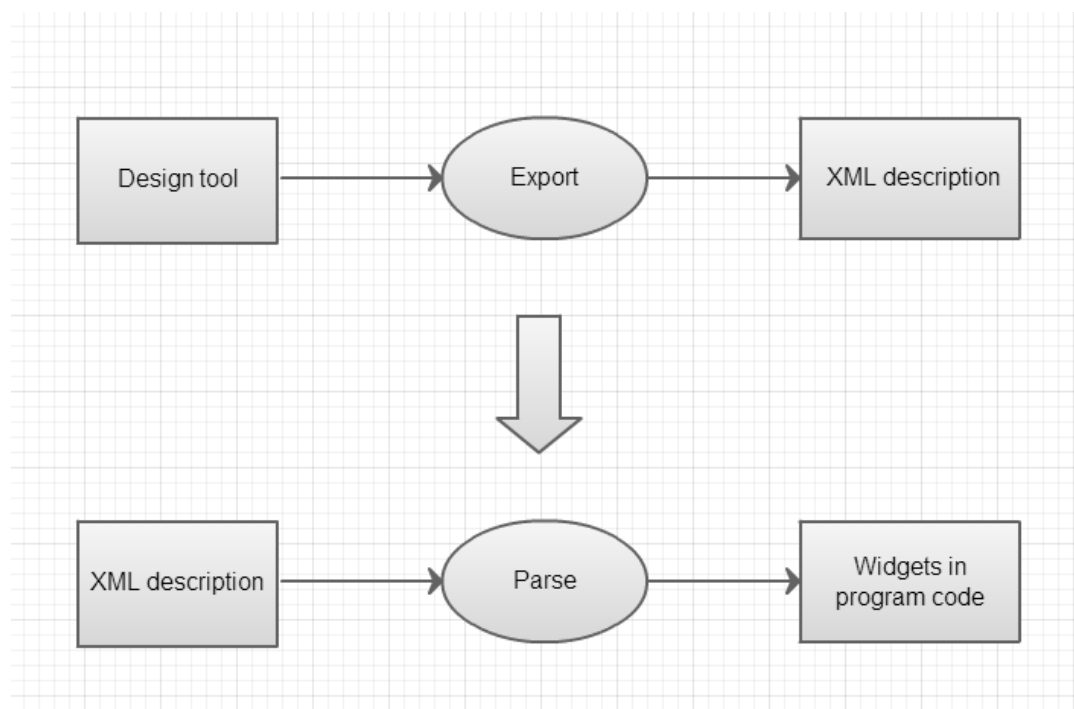 Design tool
Export
XML description
XML description
Parse
Widgets in
program code